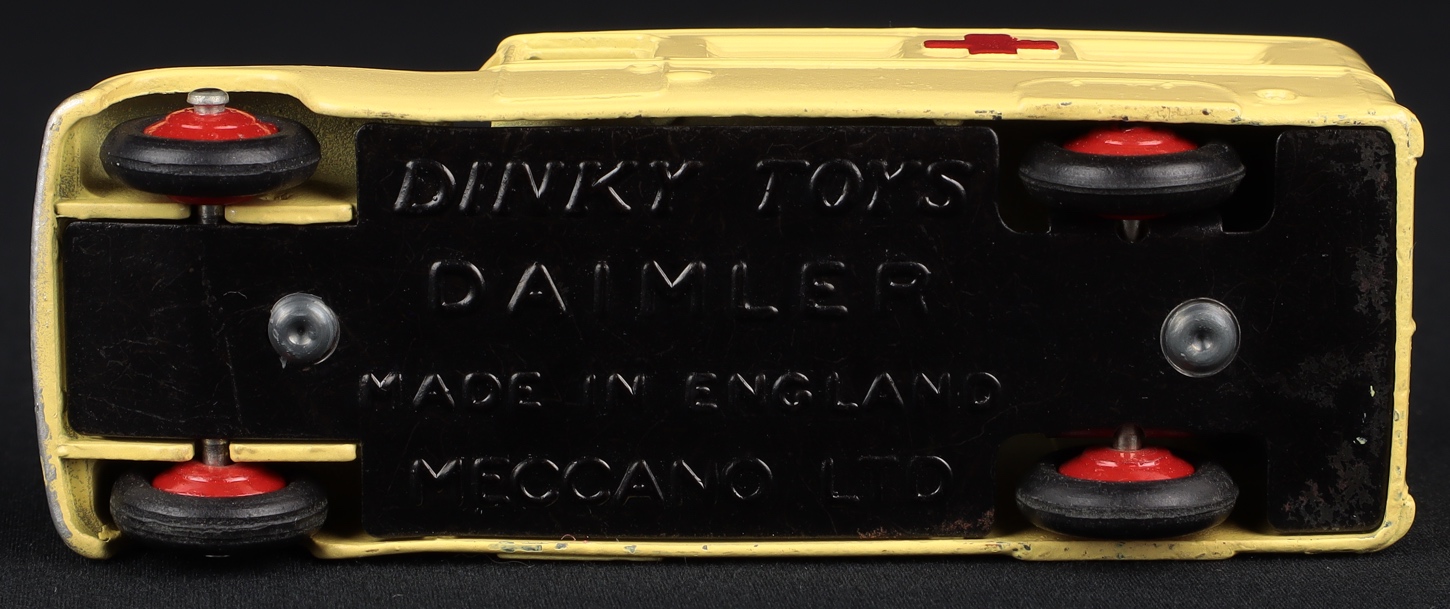 DINKY TOYS
DAIMLER
MADE IN ENGLAND
MECCANO LTD